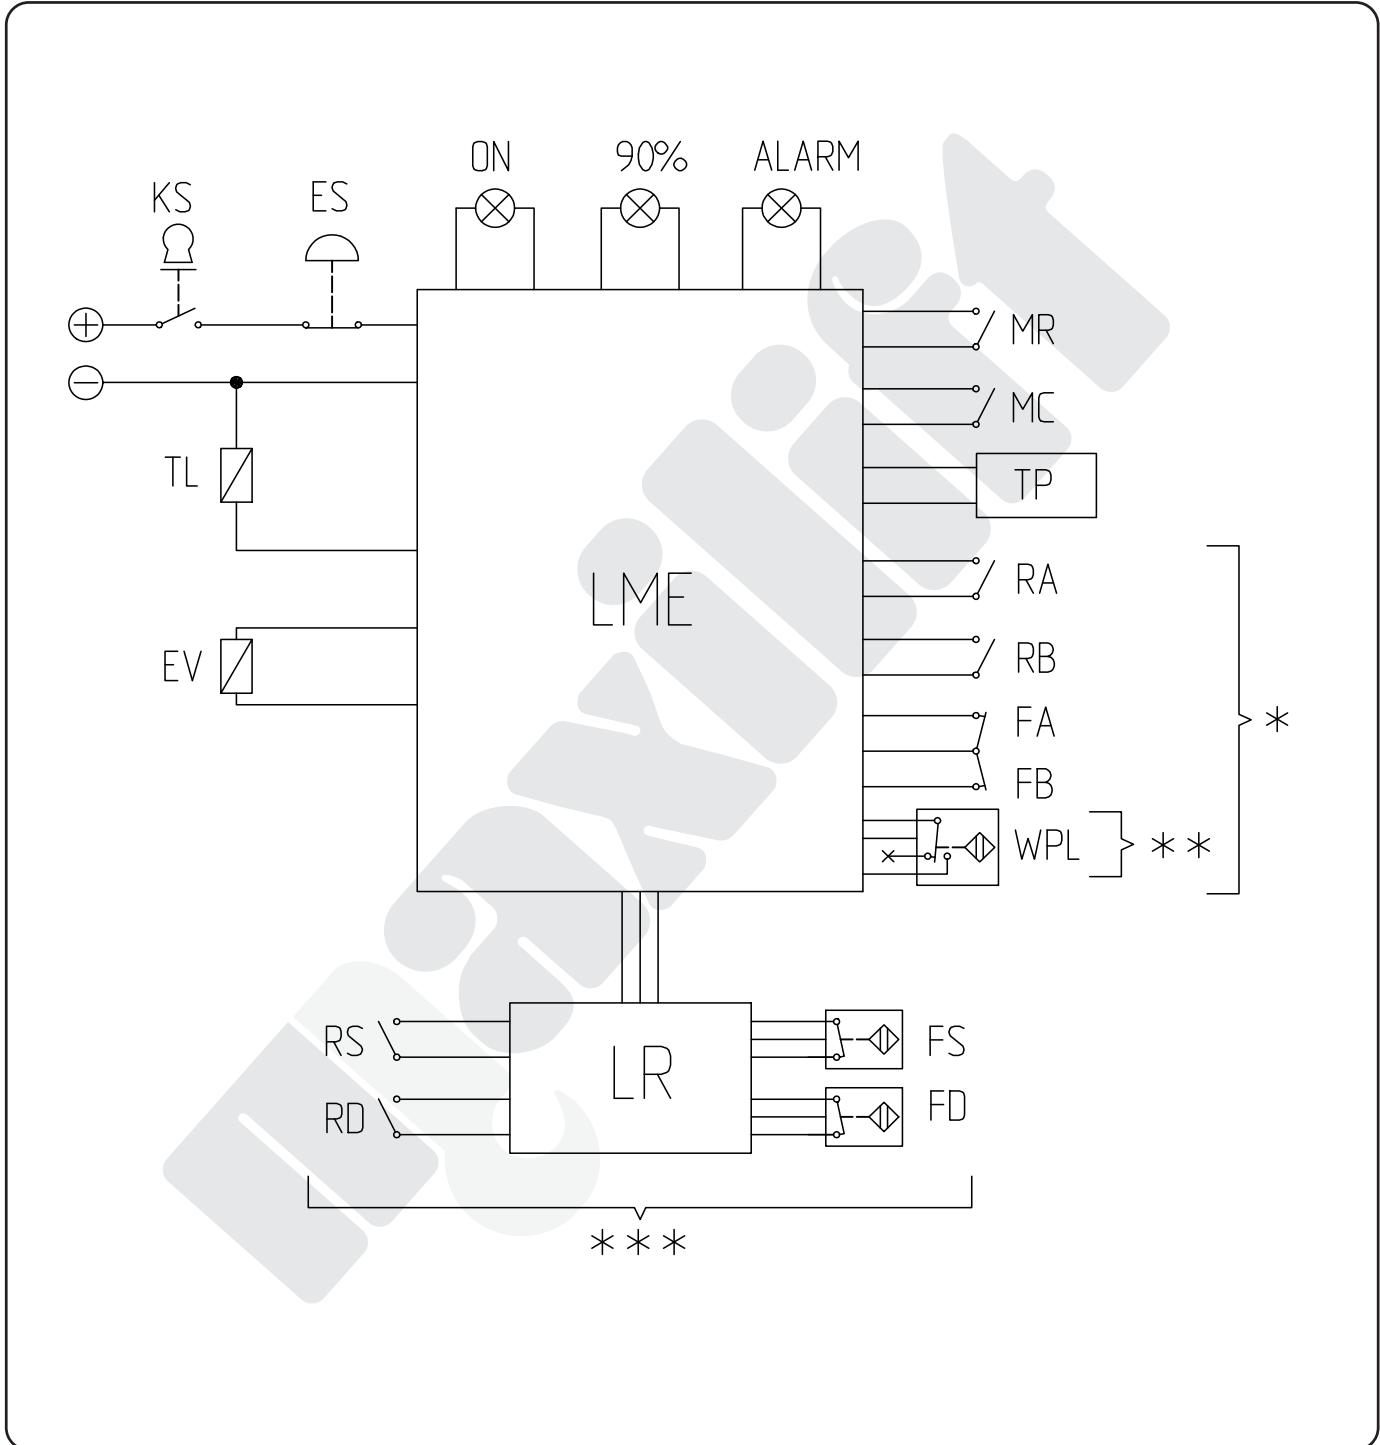 ON 90% ALARM
KS ES
MR
MC
TL TP
LME RA
EV RB
FA
*
FB
WPL **
RS LR FS
RD FD
***
maxilift